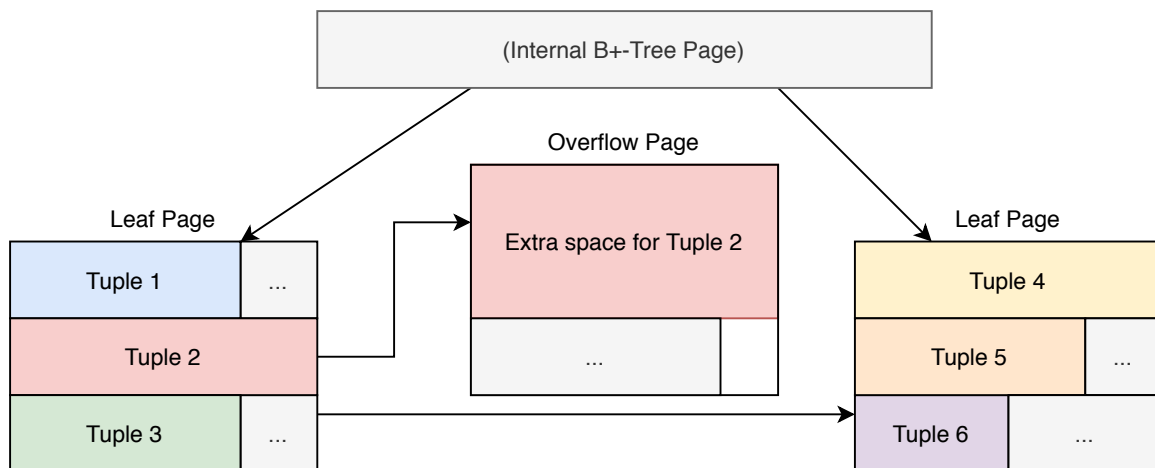 (Internal B+-Tree Page)
Overflow Page
Leaf Page
Leaf Page
Extra space for Tuple 2
Tuple 1
...
Tuple 4
Tuple 2
...
Tuple 5
...
Tuple 3
...
Tuple 6
...